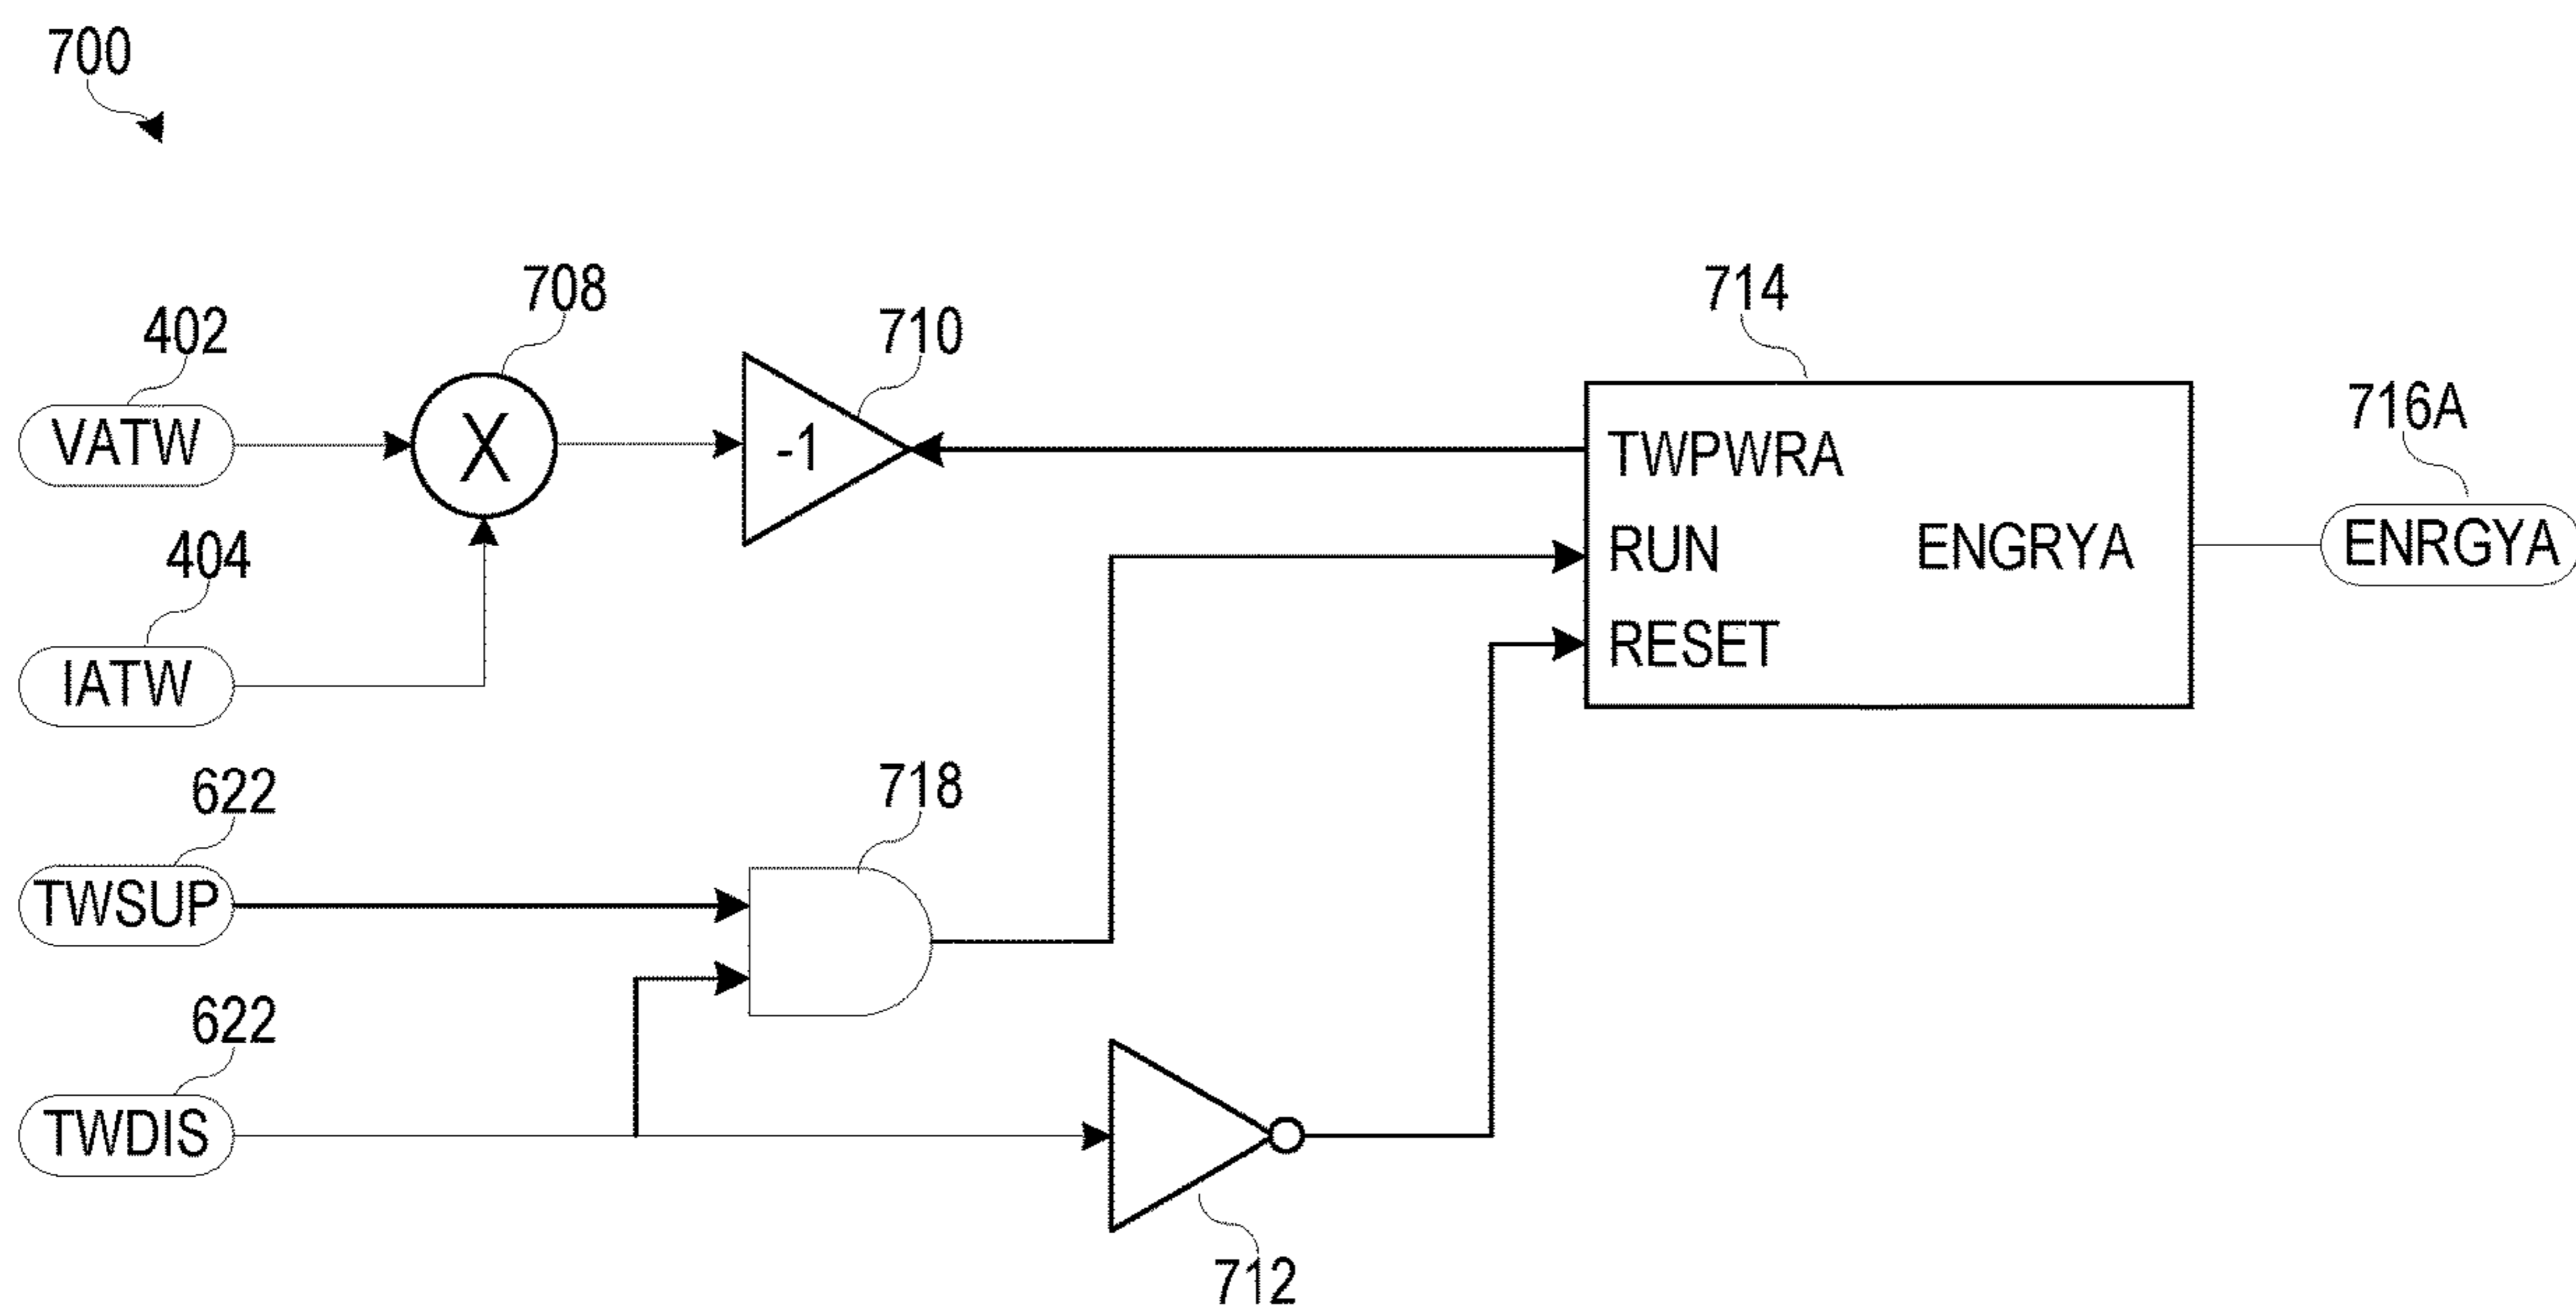 700
708
714
402
710
716A
VATW
X
-1
TWPWRA
404
RUN
ENGRYA
ENRGYA
IATW
RESET
622
718
TWSUP
622
TWDIS
712